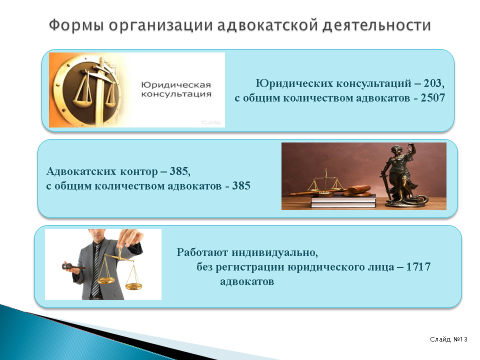 Формы организации адвокатской деятельности
Юридическая
консультация
Юридических консультаций – 203,
с общим количеством адвокатов - 2507
Адвокатских контор – 385,
с общим количеством адвокатов - 385
Работают индивидуально,
без регистрации юридического лица – 1717
адвокатов
Слайд №13